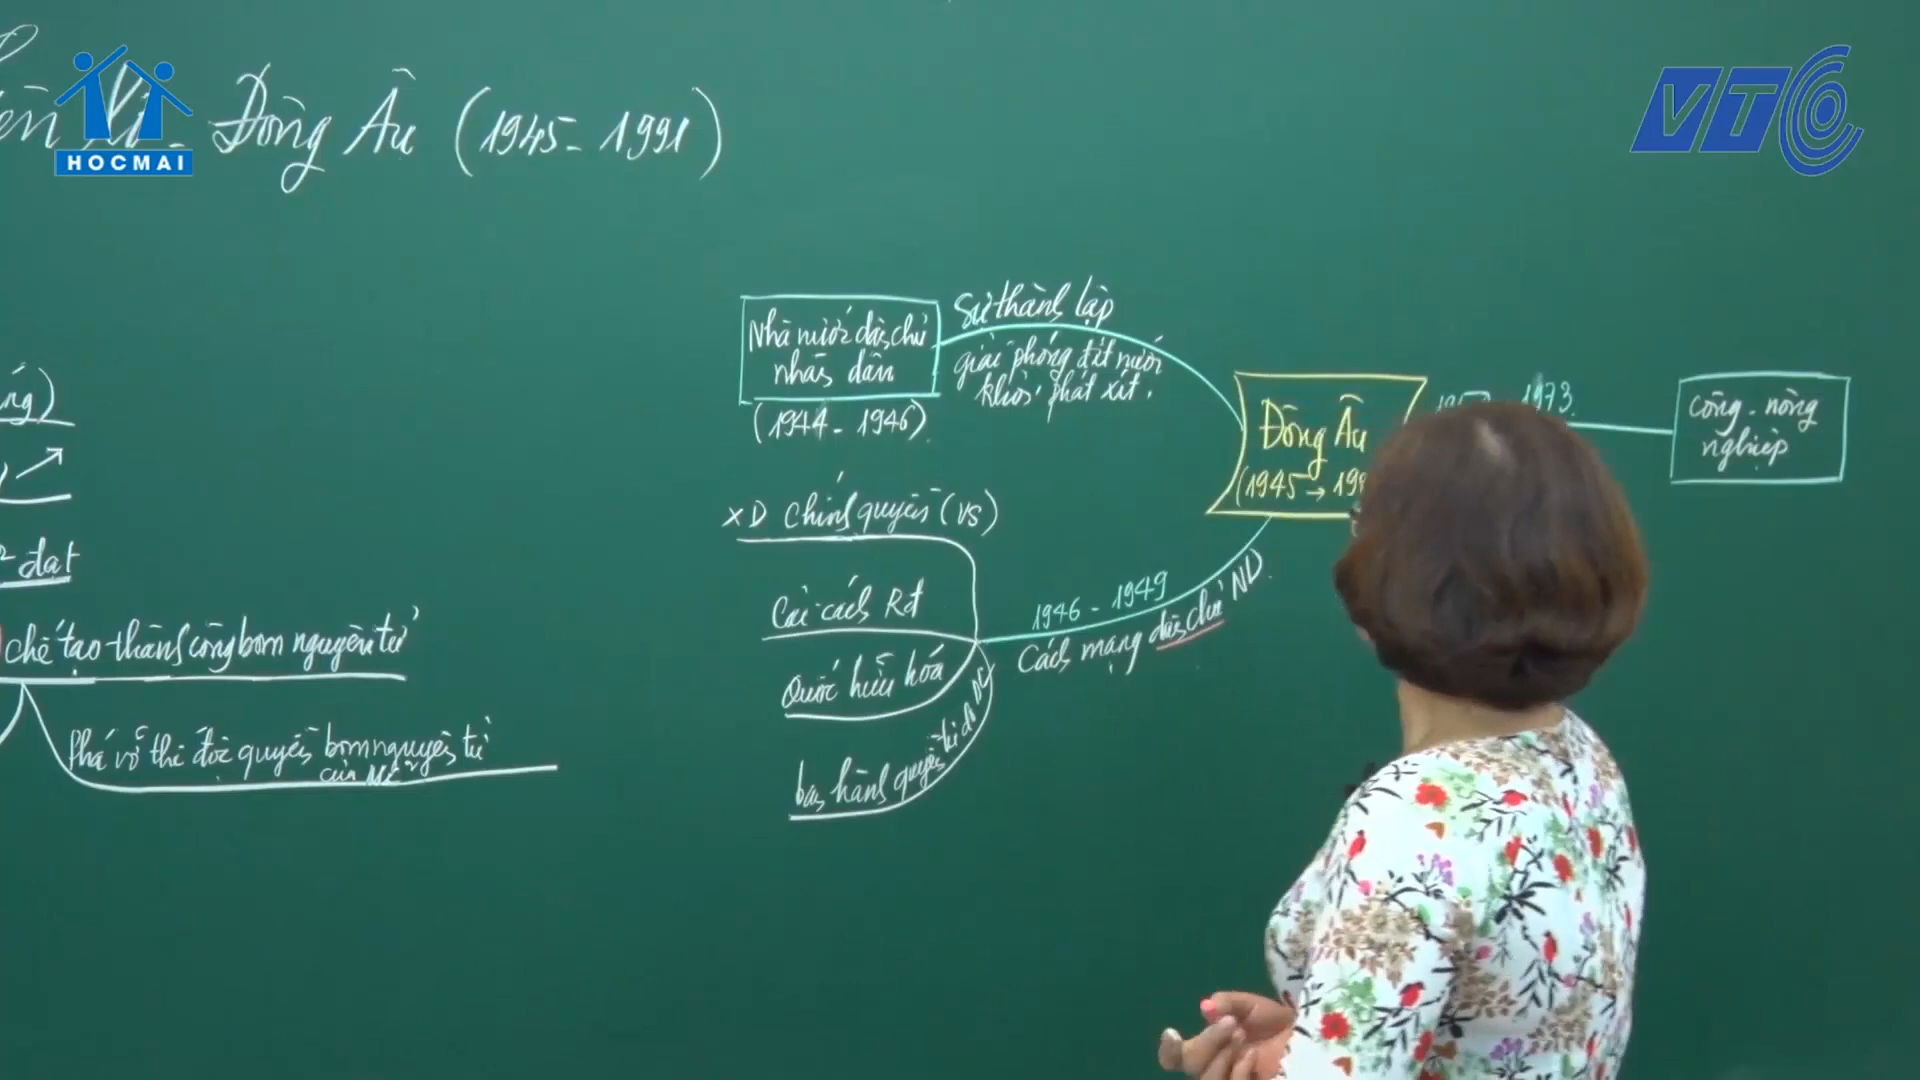 Đông Âu (1945 - 1991)
HOCMAI
VTC
Sự thành lập
Nhà nước dân chủ
nhân dân
(1944 - 1946)
giải phóng đất nước
khỏi phát xít.
Đông Âu
(1945 →
1973
Công - nông
nghiệp
XD chính quyền (VS)
Cải cách Rđ
Quốc hữu hóa
ban hành quyền tự do DC
1946 - 1949
Cách mạng dân chủ ND
đạt
chế tạo thành công bom nguyên tử
Phá vỡ thế độc quyền bom nguyên tử
của Mĩ